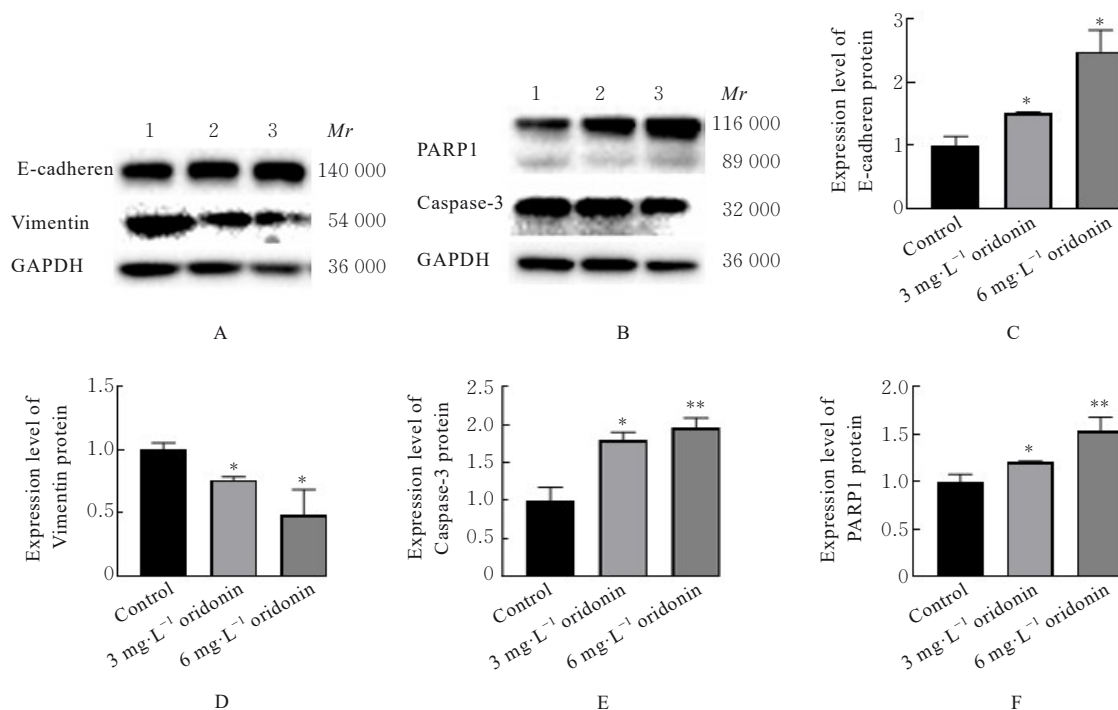 1 2 3 Mr
E-cadheren 140 000
Vimentin 54 000
GAPDH 36 000
A
1 2 3 Mr
116 000
PARP1
89 000
Caspase-3 32 000
GAPDH 36 000
B
Expression level of
E-cadheren protein
3
2
1
0
*
*
Control
3 mg·L⁻¹ oridonin
6 mg·L⁻¹ oridonin
C
Expression level of
Vimentin protein
1.5
1.0
0.5
0
*
*
Control
3 mg·L⁻¹ oridonin
6 mg·L⁻¹ oridonin
D
Expression level of
Caspase-3 protein
2.5
2.0
1.5
1.0
0.5
0
*
**
Control
3 mg·L⁻¹ oridonin
6 mg·L⁻¹ oridonin
E
Expression level of
PARP1 protein
2.0
1.5
1.0
0.5
0
*
**
Control
3 mg·L⁻¹ oridonin
6 mg·L⁻¹ oridonin
F